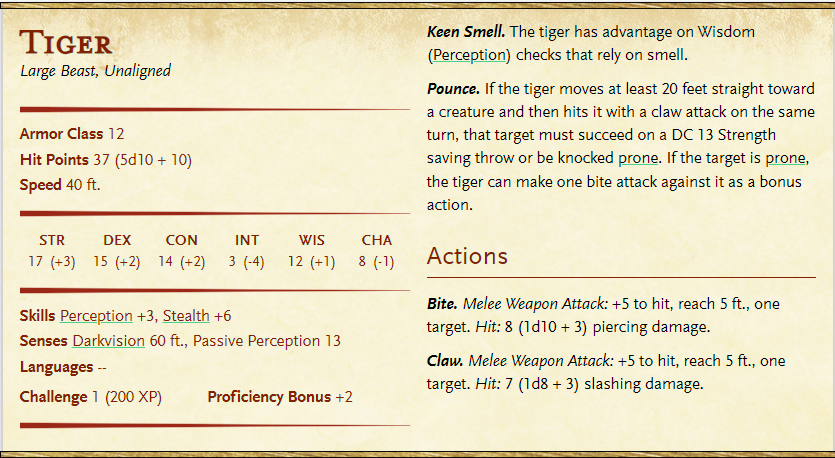 TIGER
Large Beast, Unaligned
Armor Class 12
Hit Points 37 (5d10 + 10)
Speed 40 ft.
STR DEX CON INT WIS CHA
17 (+3) 15 (+2) 14 (+2) 3 (-4) 12 (+1) 8 (-1)
Skills Perception +3, Stealth +6
Senses Darkvision 60 ft., Passive Perception 13
Languages --
Challenge 1 (200 XP) Proficiency Bonus +2
Keen Smell. The tiger has advantage on Wisdom
(Perception) checks that rely on smell.
Pounce. If the tiger moves at least 20 feet straight toward
a creature and then hits it with a claw attack on the same
turn, that target must succeed on a DC 13 Strength
saving throw or be knocked prone. If the target is prone,
the tiger can make one bite attack against it as a bonus
action.
Actions
Bite. Melee Weapon Attack: +5 to hit, reach 5 ft., one
target. Hit: 8 (1d10 + 3) piercing damage.
Claw. Melee Weapon Attack: +5 to hit, reach 5 ft., one
target. Hit: 7 (1d8 + 3) slashing damage.